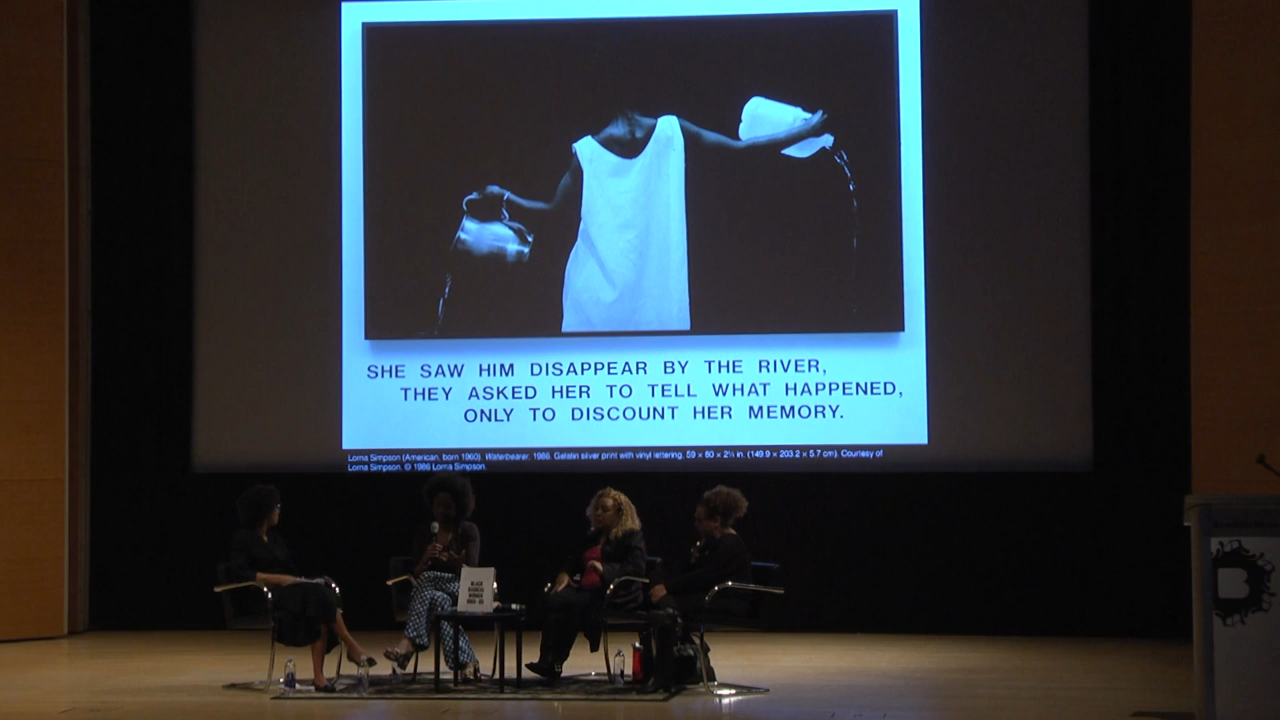 SHE SAW HIM DISAPPEAR BY THE RIVER,
THEY ASKED HER TO TELL WHAT HAPPENED,
ONLY TO DISCOUNT HER MEMORY.
Lorna Simpson (American, born 1960). Waterbearer, 1986. Gelatin silver print with vinyl lettering, 59 × 80 × 2¼ in. (149.9 × 203.2 × 5.7 cm). Courtesy of
Lorna Simpson. © 1986 Lorna Simpson.
BLACK
WOMEN
B